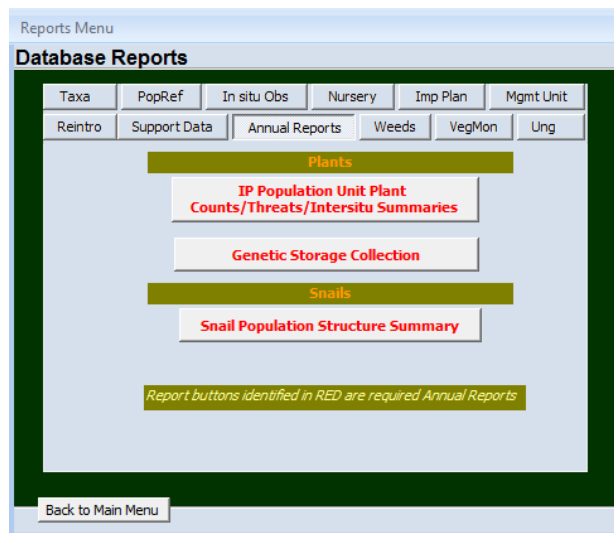 Reports Menu
Database Reports
Taxa PopRef In situ Obs Nursery Imp Plan Mgmt Unit
Reintro Support Data Annual Reports Weeds VegMon Ung
Plants
IP Population Unit Plant
Counts/Threats/Intersitu Summaries
Genetic Storage Collection
Snails
Snail Population Structure Summary
Report buttons identified in RED are required Annual Reports
Back to Main Menu